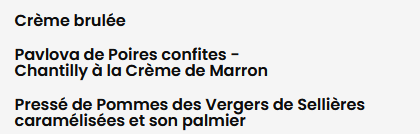 Crème brulée
Pavlova de Poires confites -
Chantilly à la Crème de Marron
Pressé de Pommes des Vergers de Sellières
caramélisées et son palmier